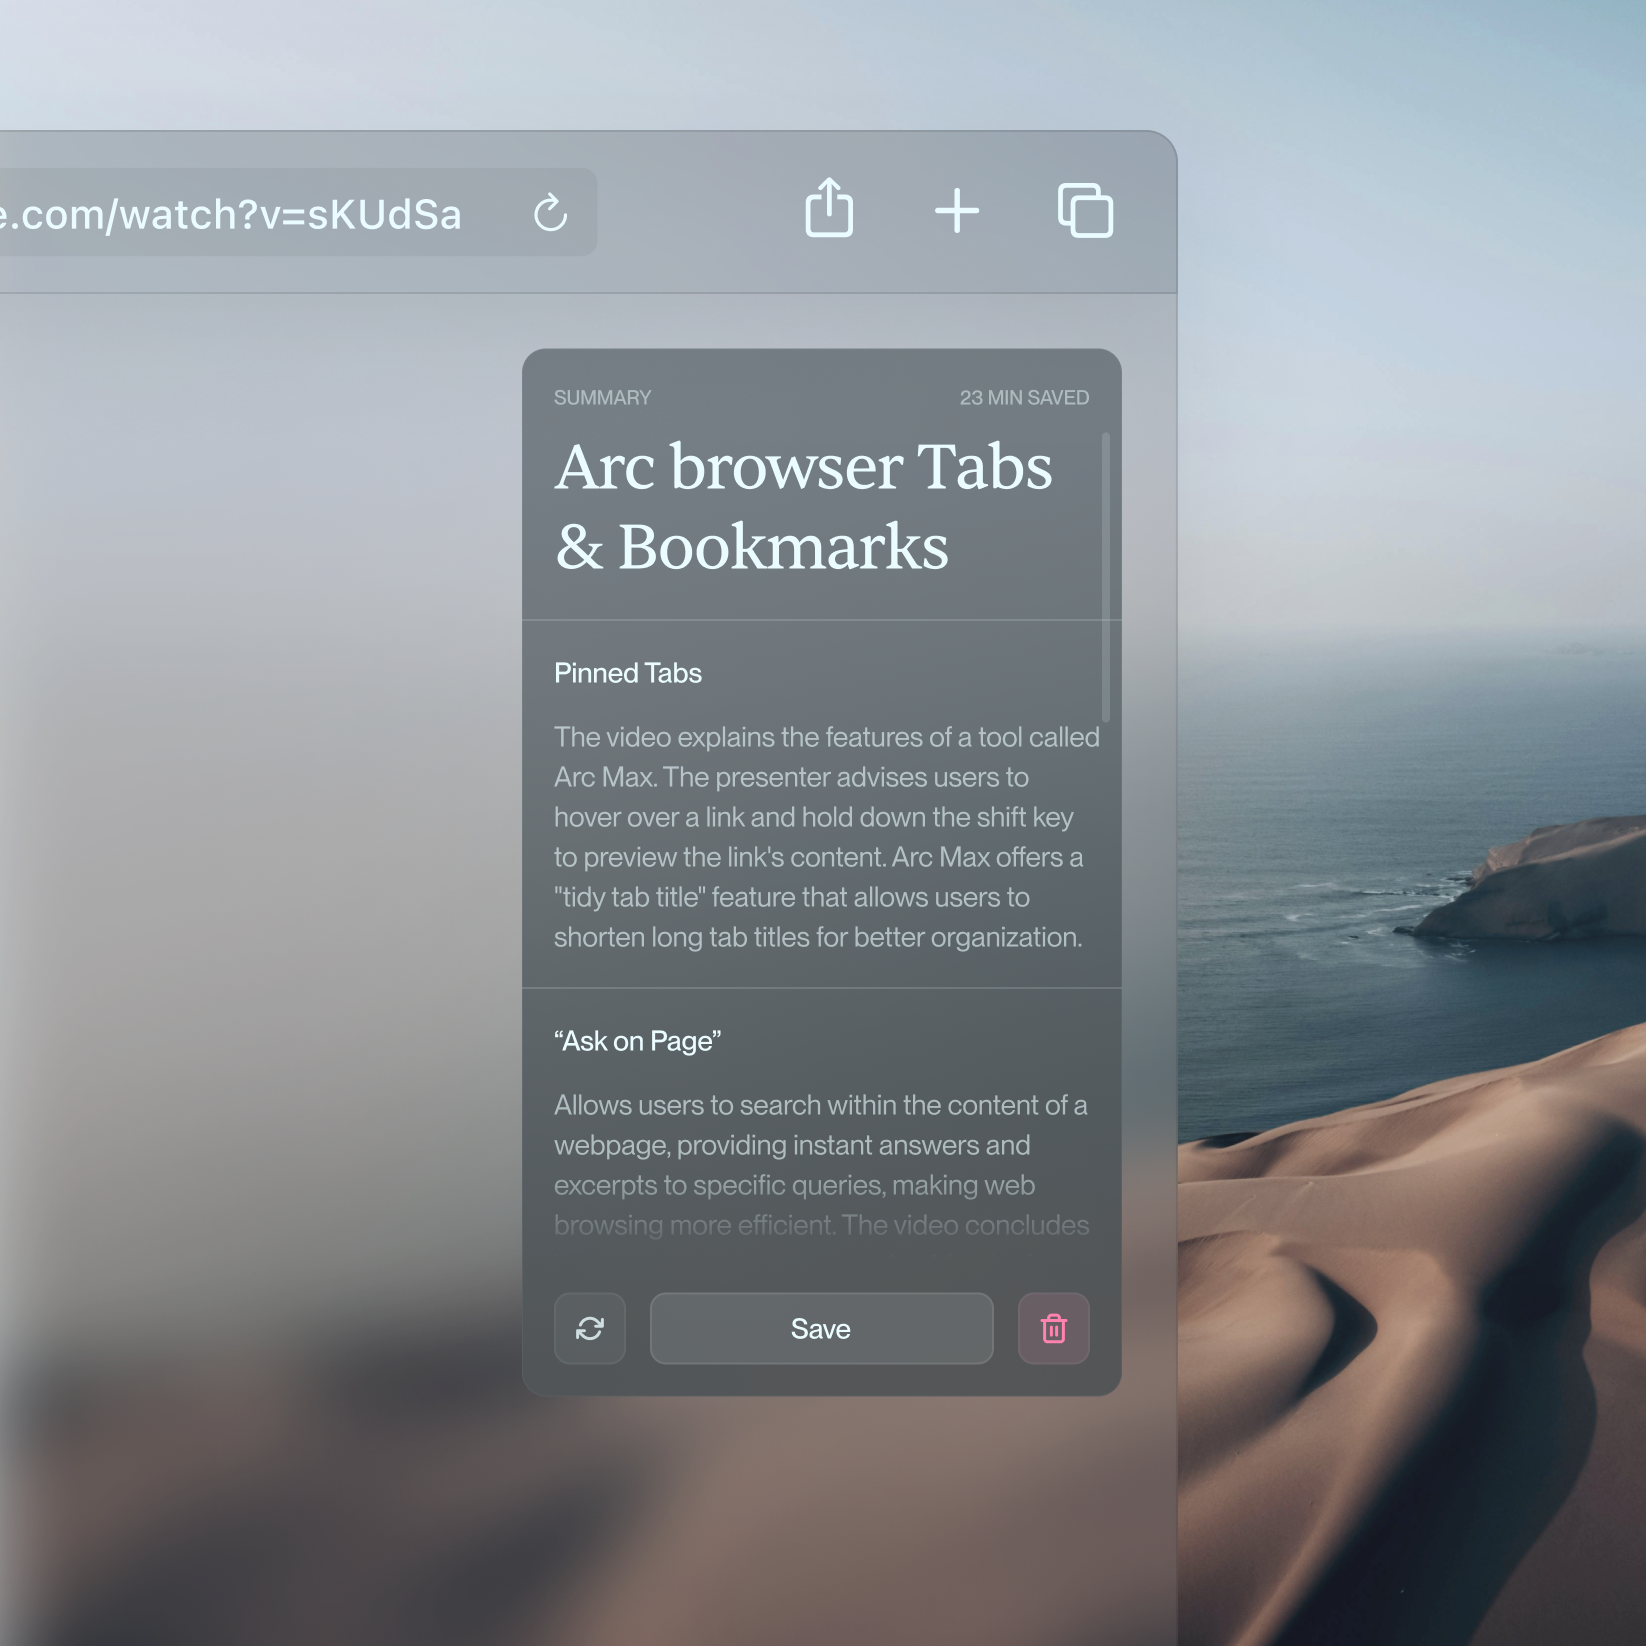 e.com/watch?v=sKUdSa
SUMMARY
23 MIN SAVED
Arc browser Tabs
& Bookmarks
Pinned Tabs
The video explains the features of a tool called
Arc Max. The presenter advises users to
hover over a link and hold down the shift key
to preview the link's content. Arc Max offers a
"tidy tab title" feature that allows users to
shorten long tab titles for better organization.
“Ask on Page”
Allows users to search within the content of a
webpage, providing instant answers and
excerpts to specific queries, making web
browsing more efficient. The video concludes
Save